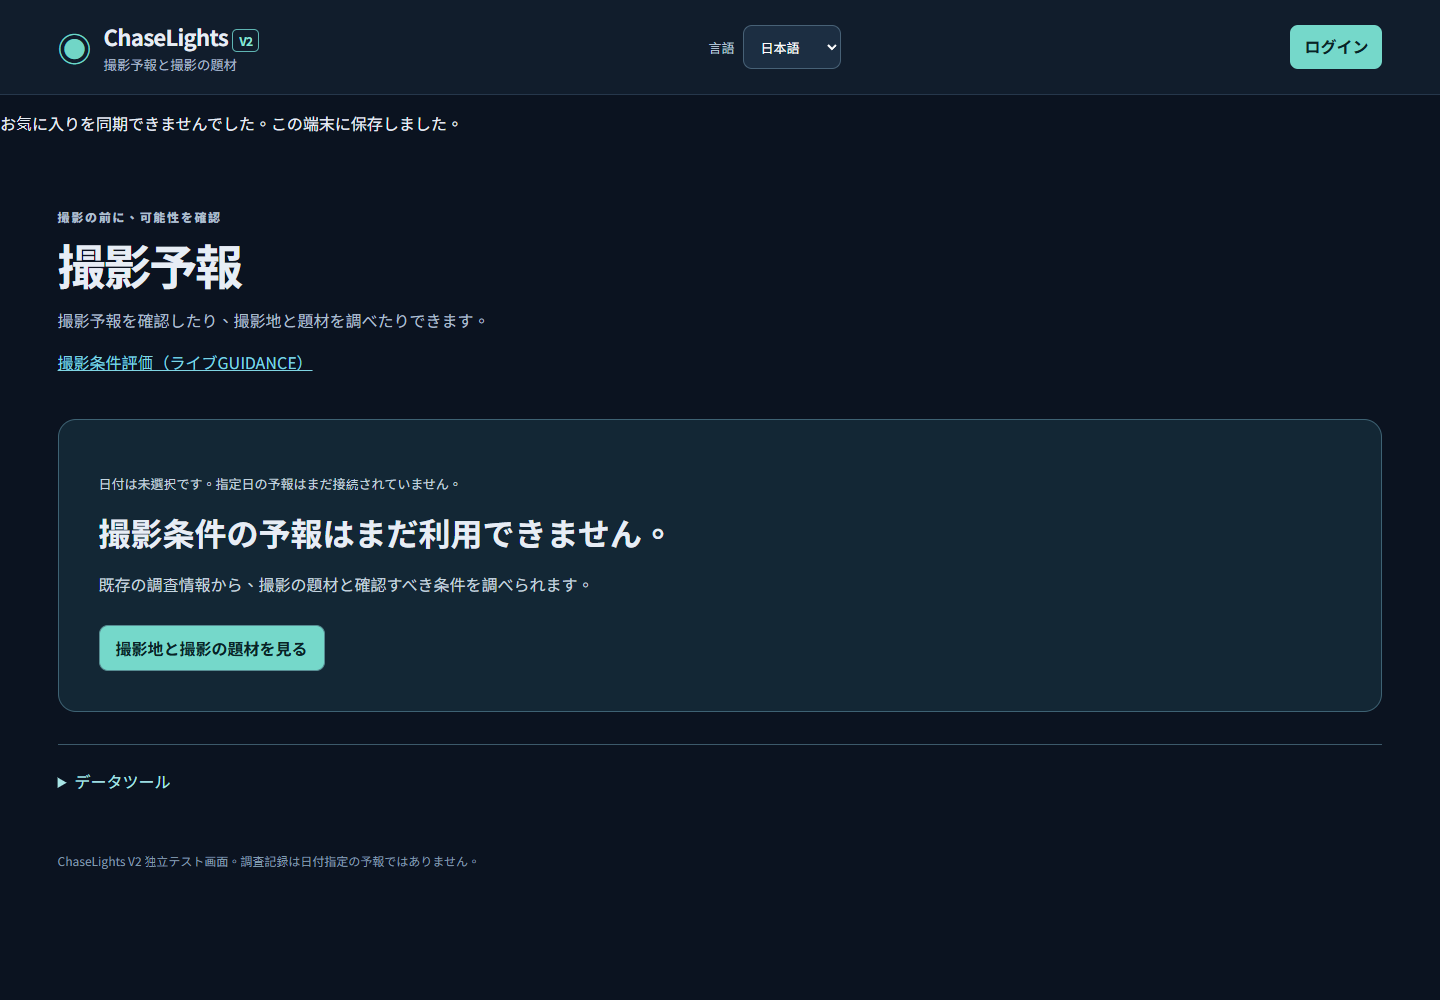 ChaseLights V2
撮影予報と撮影の題材
言語 日本語
ログイン
お気に入りを同期できませんでした。この端末に保存しました。
撮影の前に、可能性を確認
撮影予報
撮影予報を確認したり、撮影地と題材を調べたりできます。
撮影条件評価（ライブGUIDANCE）
日付は未選択です。指定日の予報はまだ接続されていません。
撮影条件の予報はまだ利用できません。
既存の調査情報から、撮影の題材と確認すべき条件を調べられます。
撮影地と撮影の題材を見る
データツール
ChaseLights V2 独立テスト画面。調査記録は日付指定の予報ではありません。